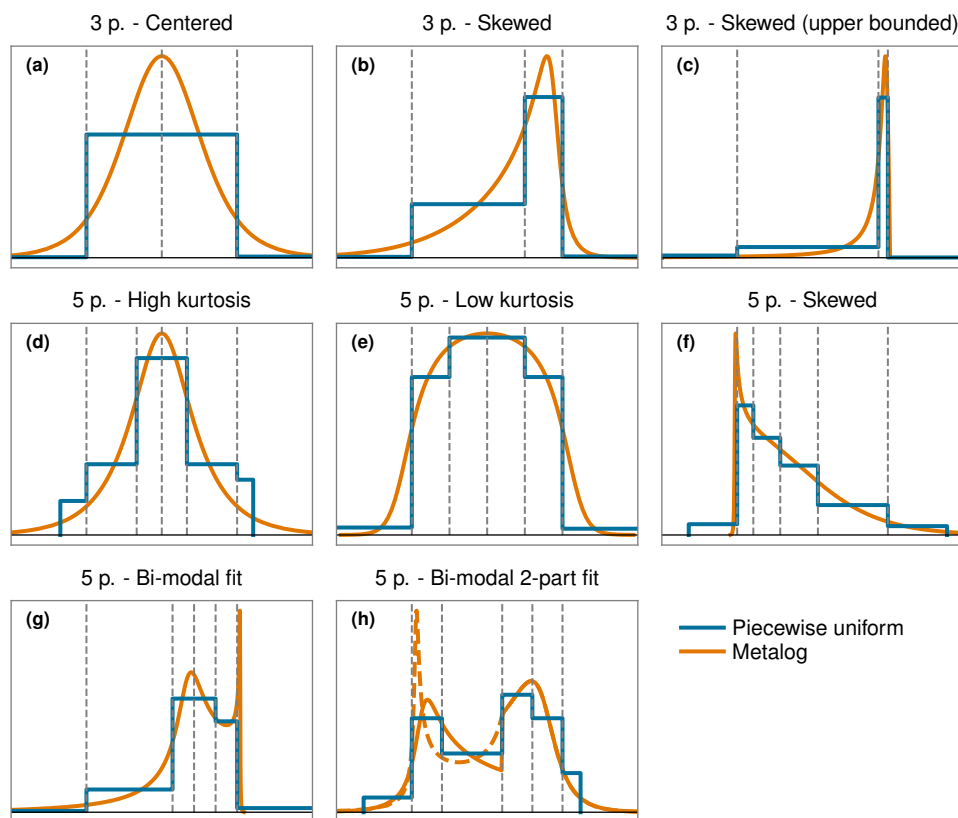 3 p. - Centered
3 p. - Skewed
3 p. - Skewed (upper bounded)
(a)
(b)
(c)
5 p. - High kurtosis
5 p. - Low kurtosis
5 p. - Skewed
(d)
(e)
(f)
5 p. - Bi-modal fit
5 p. - Bi-modal 2-part fit
(g)
(h)
Piecewise uniform
Metalog